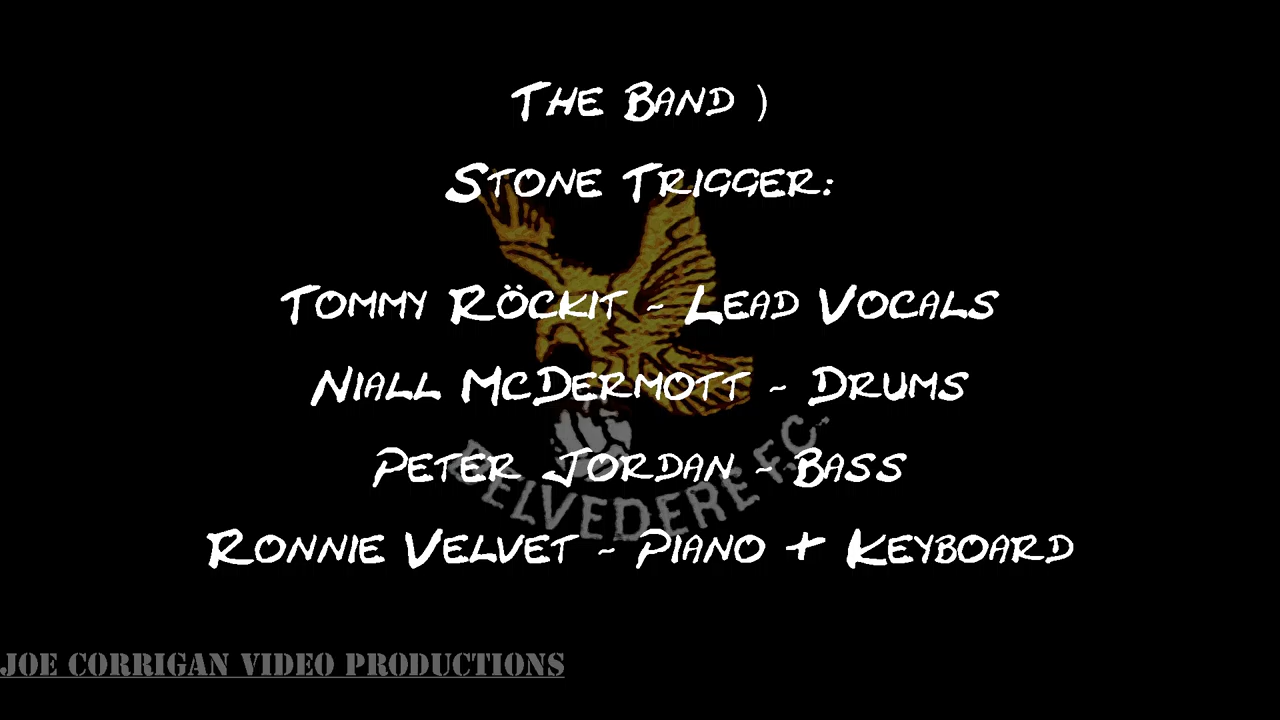 The Band )
Stone Trigger:
Tommy Röckit - Lead Vocals
Niall McDermott - Drums
Peter Jordan - Bass
Ronnie Velvet - Piano + Keyboard
BELVEDERE F.C.
JOE CORRIGAN VIDEO PRODUCTIONS